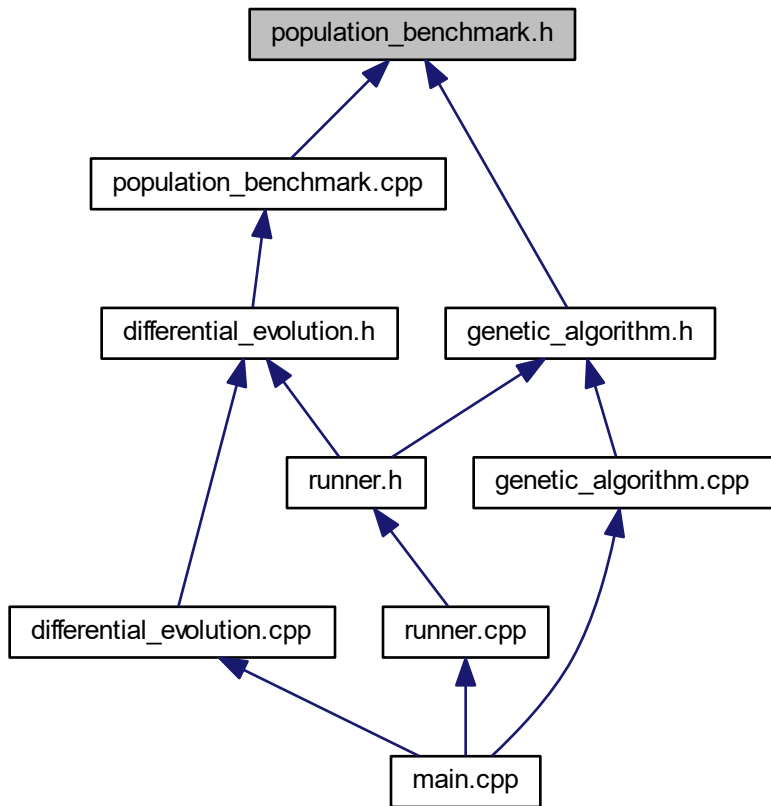 population_benchmark.h
population_benchmark.cpp
differential_evolution.h
genetic_algorithm.h
runner.h
genetic_algorithm.cpp
differential_evolution.cpp
runner.cpp
main.cpp